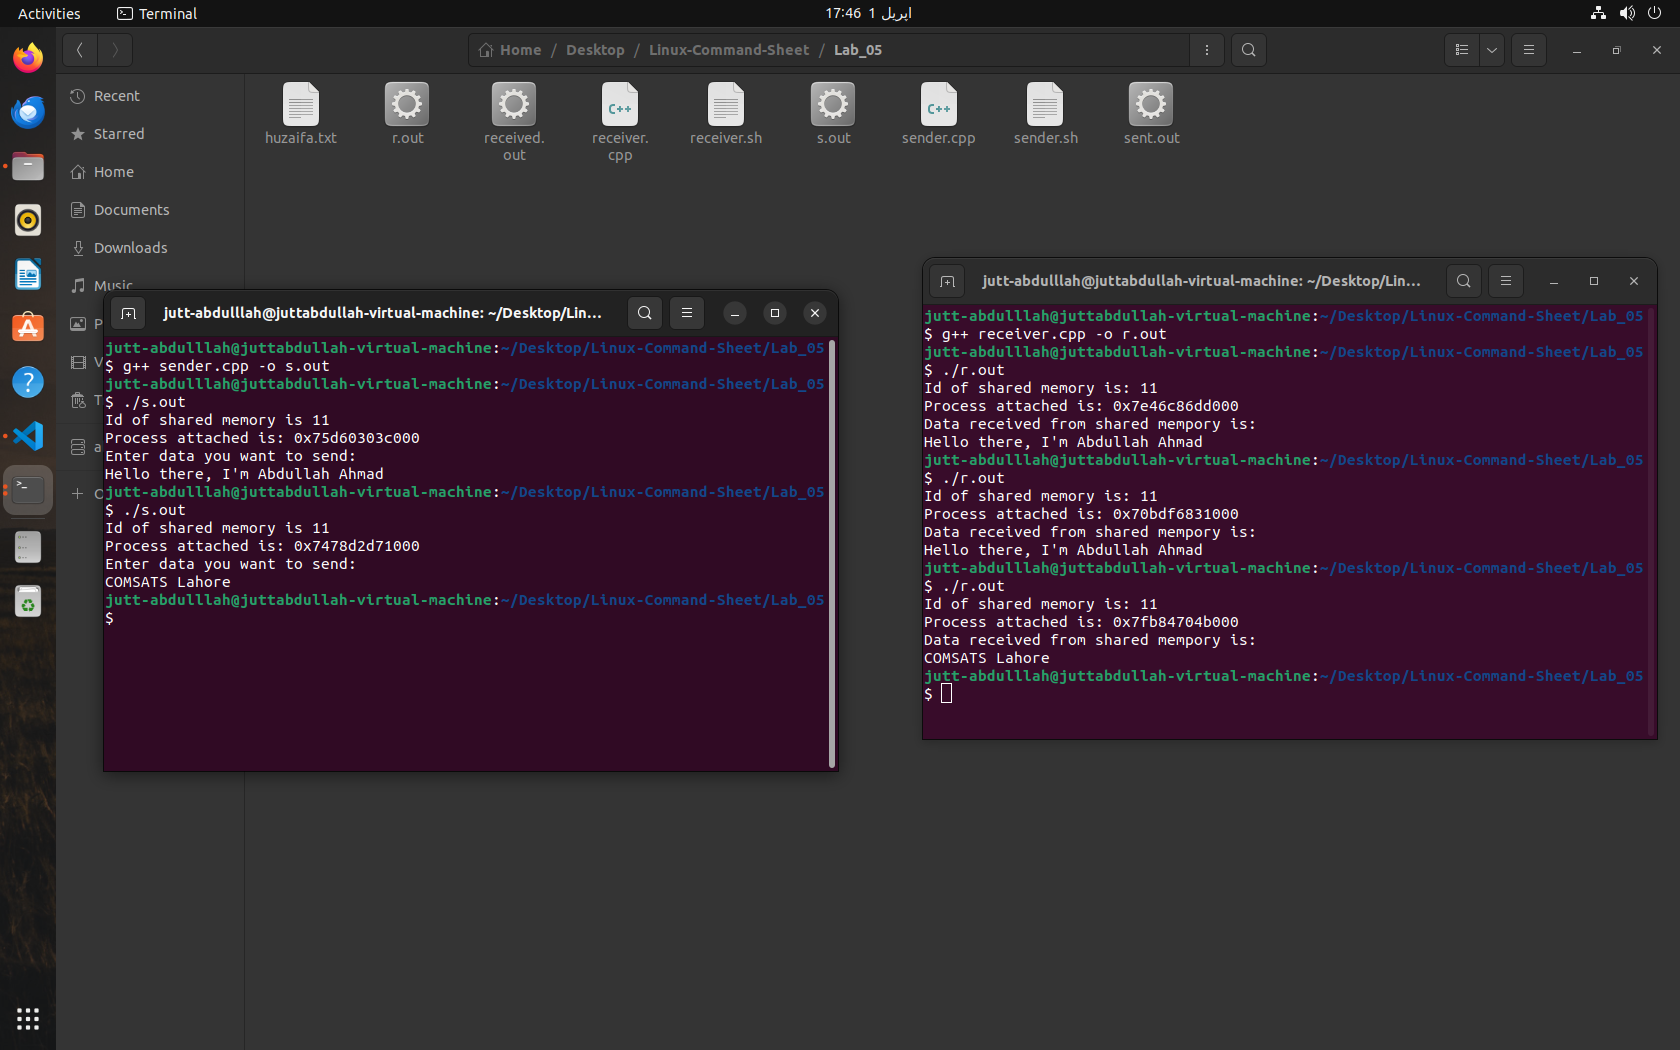 Activities
Terminal
17:46 1 اپریل
Home / Desktop / Linux-Command-Sheet / Lab_05
Recent
Starred
Home
Documents
Downloads
Music
huzaifa.txt
r.out
received.
out
receiver.
cpp
receiver.sh
s.out
sender.cpp
sender.sh
sent.out
jutt-abdulllah@juttabdullah-virtual-machine: ~/Desktop/Lin...
jutt-abdulllah@juttabdullah-virtual-machine:~/Desktop/Linux-Command-Sheet/Lab_05
$ g++ sender.cpp -o s.out
jutt-abdulllah@juttabdullah-virtual-machine:~/Desktop/Linux-Command-Sheet/Lab_05
$ ./s.out
Id of shared memory is 11
Process attached is: 0x75d60303c000
Enter data you want to send:
Hello there, I'm Abdullah Ahmad
jutt-abdulllah@juttabdullah-virtual-machine:~/Desktop/Linux-Command-Sheet/Lab_05
$ ./s.out
Id of shared memory is 11
Process attached is: 0x7478d2d71000
Enter data you want to send:
COMSATS Lahore
jutt-abdulllah@juttabdullah-virtual-machine:~/Desktop/Linux-Command-Sheet/Lab_05
$
jutt-abdulllah@juttabdullah-virtual-machine: ~/Desktop/Lin...
jutt-abdulllah@juttabdullah-virtual-machine:~/Desktop/Linux-Command-Sheet/Lab_05
$ g++ receiver.cpp -o r.out
jutt-abdulllah@juttabdullah-virtual-machine:~/Desktop/Linux-Command-Sheet/Lab_05
$ ./r.out
Id of shared memory is: 11
Process attached is: 0x7e46c86dd000
Data received from shared mempory is:
Hello there, I'm Abdullah Ahmad
jutt-abdulllah@juttabdullah-virtual-machine:~/Desktop/Linux-Command-Sheet/Lab_05
$ ./r.out
Id of shared memory is: 11
Process attached is: 0x70bdf6831000
Data received from shared mempory is:
Hello there, I'm Abdullah Ahmad
jutt-abdulllah@juttabdullah-virtual-machine:~/Desktop/Linux-Command-Sheet/Lab_05
$ ./r.out
Id of shared memory is: 11
Process attached is: 0x7fb84704b000
Data received from shared mempory is:
COMSATS Lahore
jutt-abdulllah@juttabdullah-virtual-machine:~/Desktop/Linux-Command-Sheet/Lab_05
$